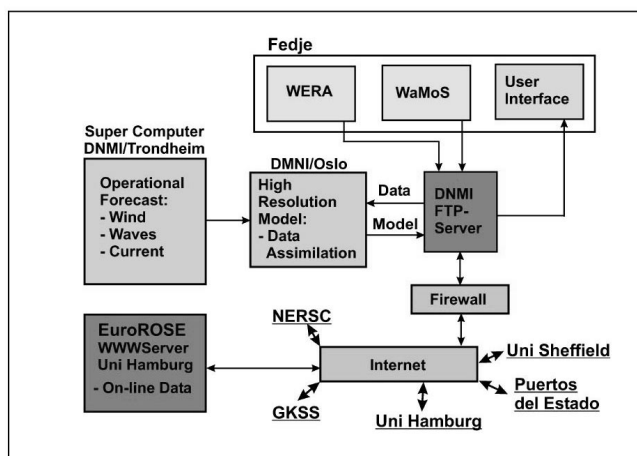 Fedje
WERA
WaMoS
User
Interface
Super Computer
DNMI/Trondheim
Operational
Forecast:
- Wind
- Waves
- Current
DMNI/Oslo
High
Resolution
Model:
- Data
Assimilation
Data
Model
DNMI
FTP-
Server
Firewall
EuroROSE
WWWServer
Uni Hamburg
- On-line Data
NERSC
Internet
Uni Sheffield
Puertos
del Estado
GKSS
Uni Hamburg